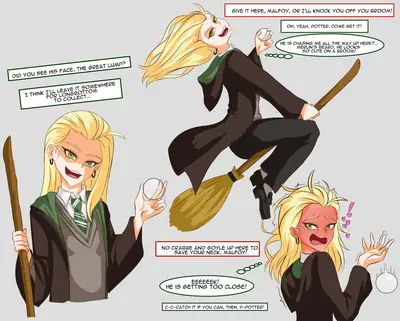 GIVE IT HERE, MALFOY, OR I'LL KNOCK YOU OFF YOU BROOM!
OH, YEAH, POTTER: COME GET IT!
HE IS CHASING ME ALL THE WAY UP HERE?...
MERLIN'S BEARD, HE LOOKS
SO CUTE ON A BROOM!
DID YOU SEE HIS FACE, THE GREAT LUMP?
I THINK I'LL LEAVE IT SOMEWHERE
FOR LONGBOTTOM
TO COLLECT...
NO CRABBE AND GOYLE UP HERE TO
SAVE YOUR NECK, MALFOY!
EEEEEEK!
HE IS GETTING TOO CLOSE!
C-C-CATCH IT IF YOU CAN, THEN, P-POTTER!